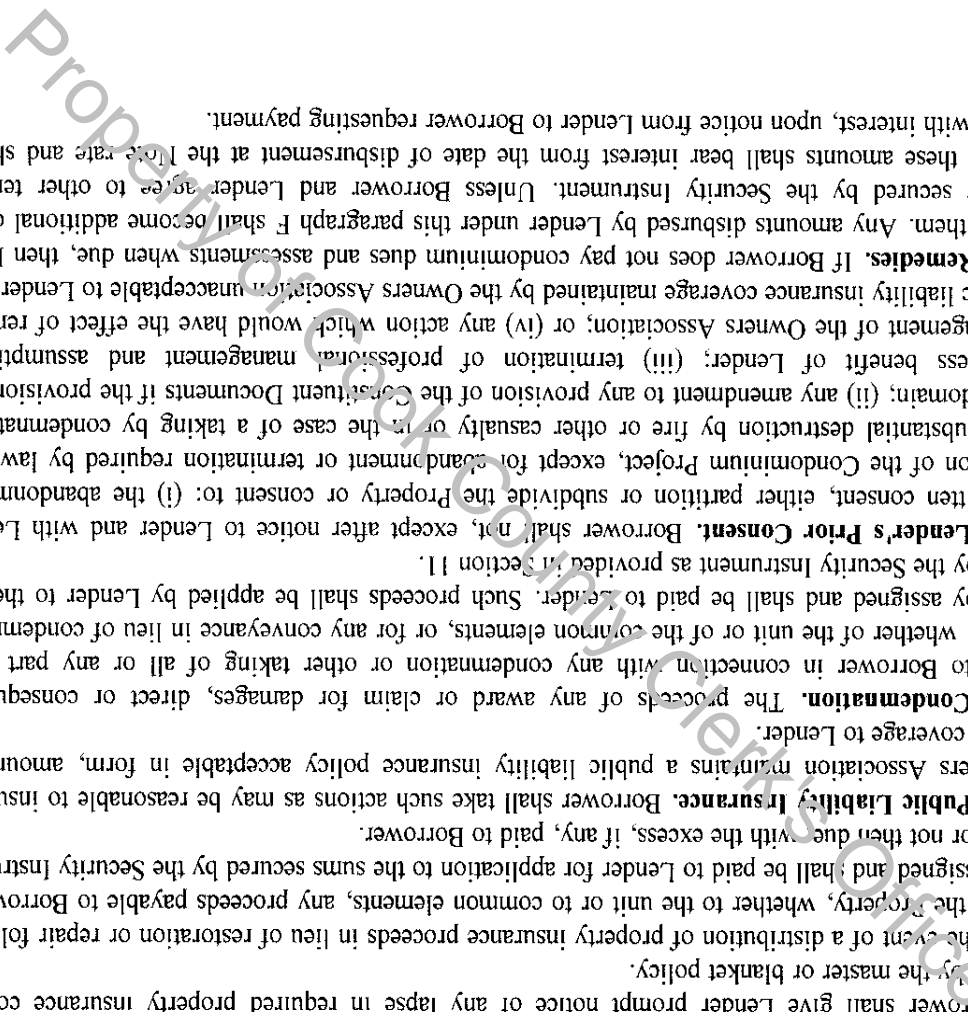 rower shall give Lender prompt notice of any lapse in required property insurance co
by the master or blanket policy.
he event of a distribution of property insurance proceeds in lieu of restoration or repair fol
the Property, whether to the unit or to common elements, any proceeds payable to Borrow
ssigned and shall be paid to Lender for application to the sums secured by the Security Instr
or not then due, with the excess, if any, paid to Borrower.
Public Liability Insurance. Borrower shall take such actions as may be reasonable to insu
ers Association maintains a public liability insurance policy acceptable in form, amoun
coverage to Lender.
Condemnation. The proceeds of any award or claim for damages, direct or consequ
to Borrower in connection with any condemnation or other taking of all or any part
whether of the unit or of the common elements, or for any conveyance in lieu of condemn
by assigned and shall be paid to Lender. Such proceeds shall be applied by Lender to the
by the Security Instrument as provided in Section 11.
Lender's Prior Consent. Borrower shall not, except after notice to Lender and with Le
tten consent, either partition or subdivide the Property or consent to: (i) the abandonm
on of the Condominium Project, except for abandonment or termination required by law
substantial destruction by fire or other casualty or in the case of a taking by condemnat
domain; (ii) any amendment to any provision of the Constituent Documents if the provision
ess benefit of Lender; (iii) termination of professional management and assumpti
agement of the Owners Association; or (iv) any action which would have the effect of ren
c liability insurance coverage maintained by the Owners Association unacceptable to Lender
Remedies. If Borrower does not pay condominium dues and assessments when due, then
them. Any amounts disbursed by Lender under this paragraph F shall become additional
secured by the Security Instrument. Unless Borrower and Lender agree to other ter
these amounts shall bear interest from the date of disbursement at the Note rate and sh
with interest, upon notice from Lender to Borrower requesting payment.
Property of Cook County Clerk's Office